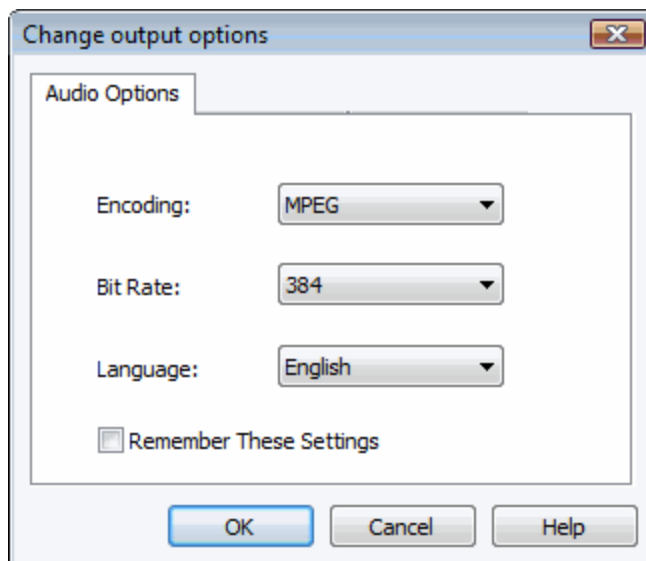 Change output options
Audio Options
Encoding: MPEG
Bit Rate: 384
Language: English
Remember These Settings
OK Cancel Help